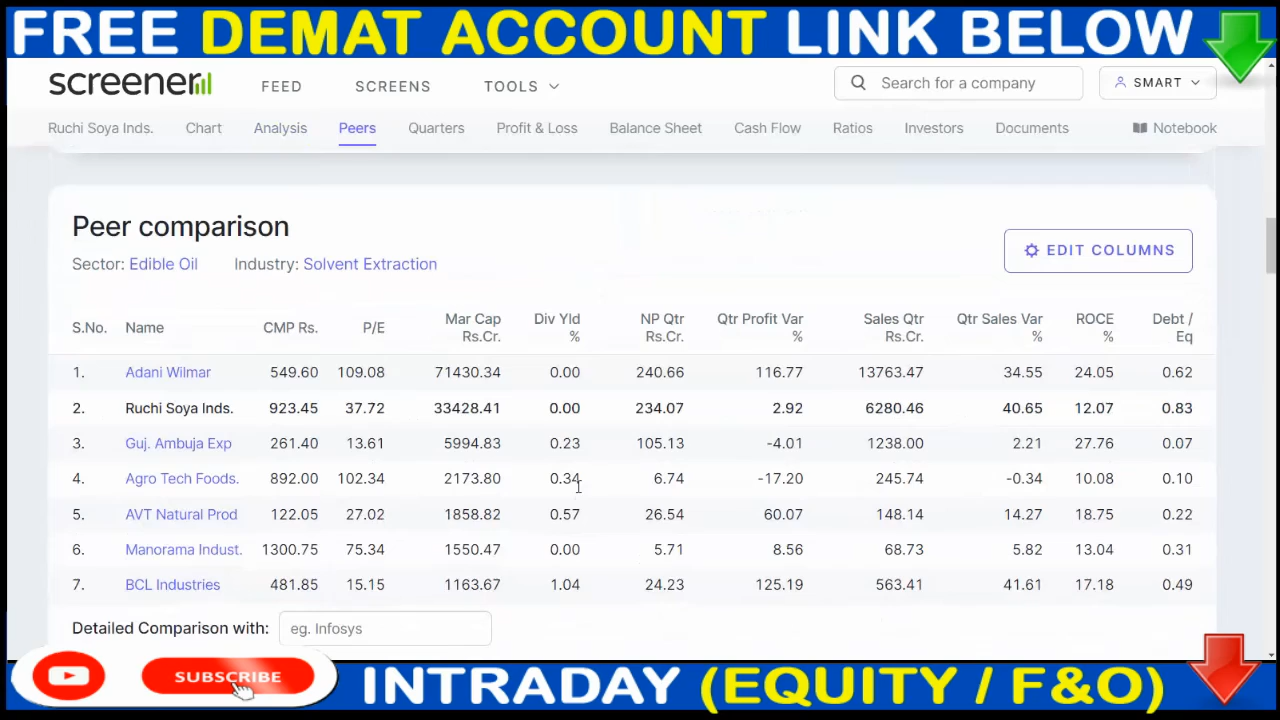 FREE DEMAT ACCOUNT LINK BELOW
screener FEED SCREENS TOOLS Search for a company SMART
Ruchi Soya Inds. Chart Analysis Peers Quarters Profit & Loss Balance Sheet Cash Flow Ratios Investors Documents Notebook
Peer comparison
EDIT COLUMNS
Sector: Edible Oil Industry: Solvent Extraction
S.No. Name CMP Rs. P/E Mar Cap Rs.Cr. Div Yld % NP Qtr Rs.Cr. Qtr Profit Var % Sales Qtr Rs.Cr. Qtr Sales Var % ROCE % Debt / Eq
1. Adani Wilmar 549.60 109.08 71430.34 0.00 240.66 116.77 13763.47 34.55 24.05 0.62
2. Ruchi Soya Inds. 923.45 37.72 33428.41 0.00 234.07 2.92 6280.46 40.65 12.07 0.83
3. Guj. Ambuja Exp 261.40 13.61 5994.83 0.23 105.13 -4.01 1238.00 2.21 27.76 0.07
4. Agro Tech Foods. 892.00 102.34 2173.80 0.34 6.74 -17.20 245.74 -0.34 10.08 0.10
5. AVT Natural Prod 122.05 27.02 1858.82 0.57 26.54 60.07 148.14 14.27 18.75 0.22
6. Manorama Indust. 1300.75 75.34 1550.47 0.00 5.71 8.56 68.73 5.82 13.04 0.31
7. BCL Industries 481.85 15.15 1163.67 1.04 24.23 125.19 563.41 41.61 17.18 0.49
Detailed Comparison with: eg. Infosys
SUBSCRIBE INTRADAY (EQUITY / F&O)